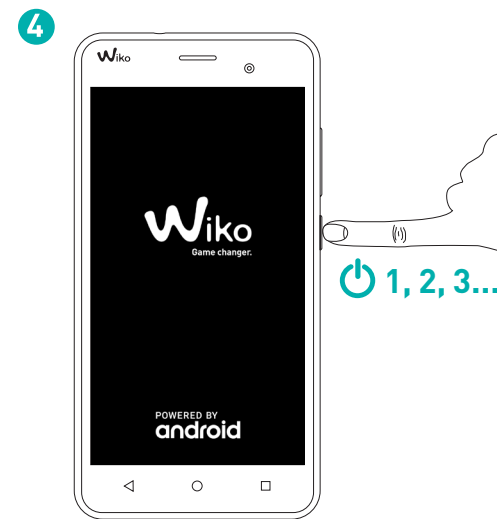 4
Wiko
Wiko
Game changer.
1, 2, 3...
POWERED BY
android